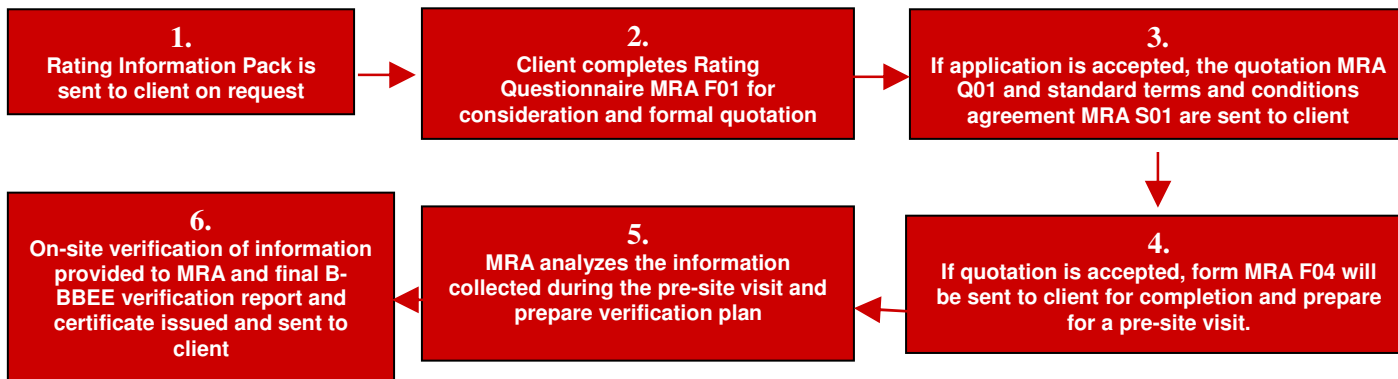 1.
Rating Information Pack is
sent to client on request
2.
Client completes Rating
Questionnaire MRA F01 for
consideration and formal quotation
3.
If application is accepted, the quotation MRA
Q01 and standard terms and conditions
agreement MRA S01 are sent to client
4.
If quotation is accepted, form MRA F04 will
be sent to client for completion and prepare
for a pre-site visit.
5.
MRA analyzes the information
collected during the pre-site visit and
prepare verification plan
6.
On-site verification of information
provided to MRA and final B-
BBEE verification report and
certificate issued and sent to
client